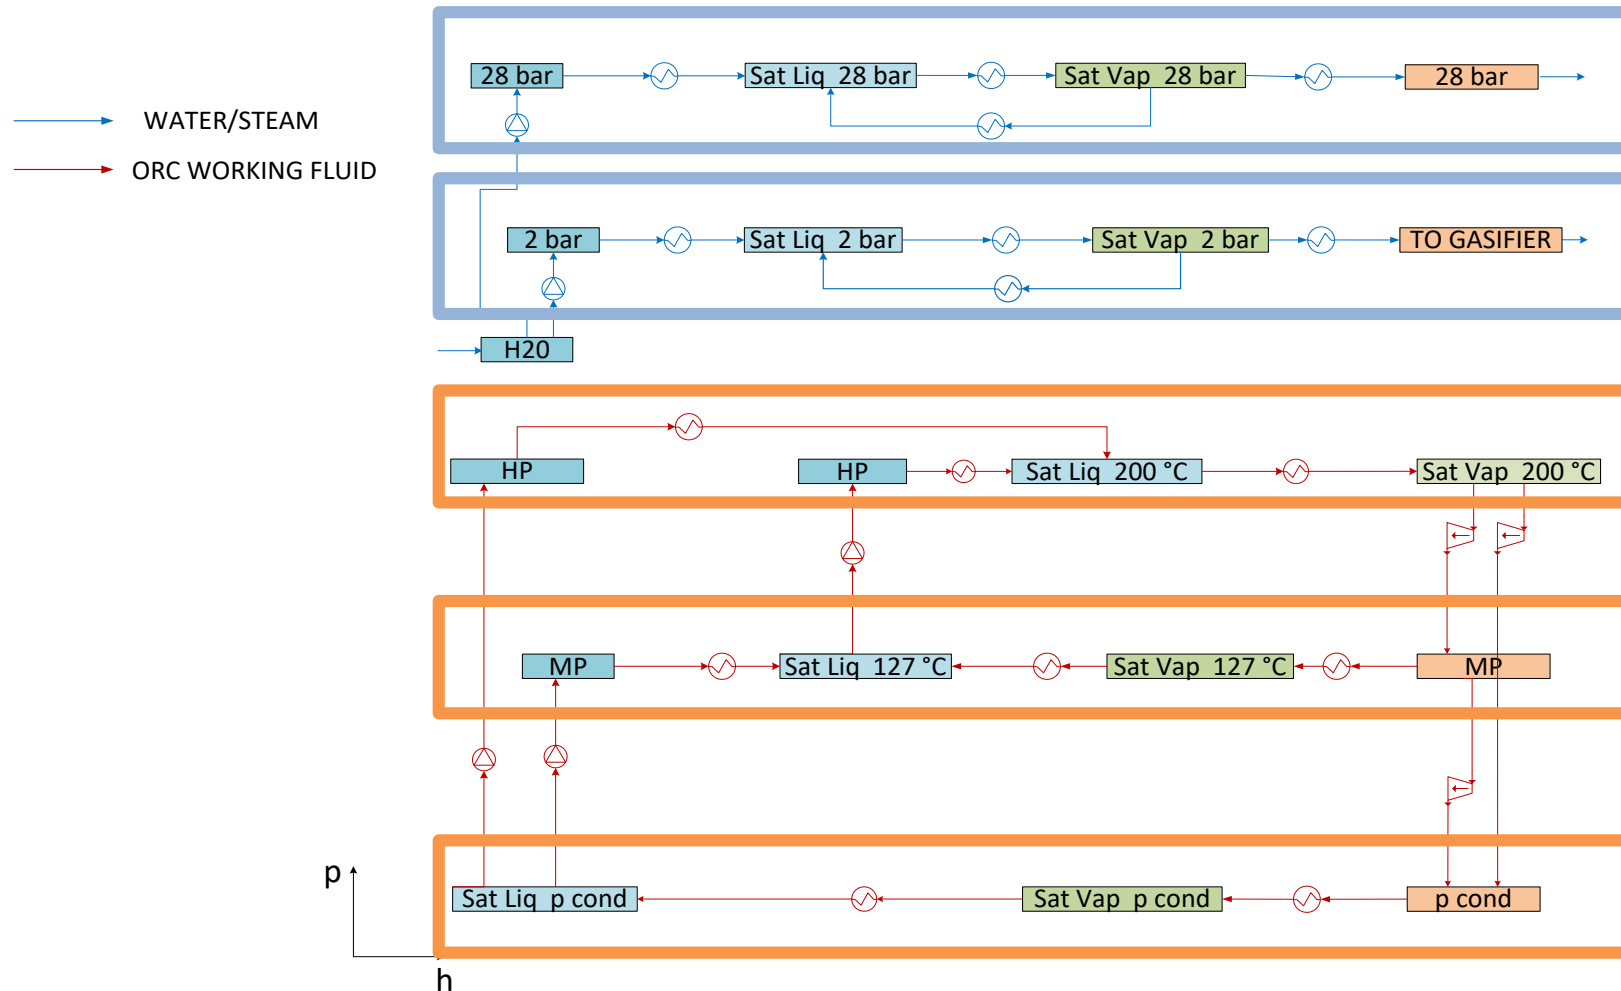 28 bar
Sat Liq 28 bar
Sat Vap 28 bar
28 bar
WATER/STEAM
ORC WORKING FLUID
2 bar
Sat Liq 2 bar
Sat Vap 2 bar
TO GASIFIER
H20
HP
HP
Sat Liq 200 °C
Sat Vap 200 °C
MP
Sat Liq 127 °C
Sat Vap 127 °C
MP
p
Sat Liq p cond
Sat Vap p cond
p cond
h